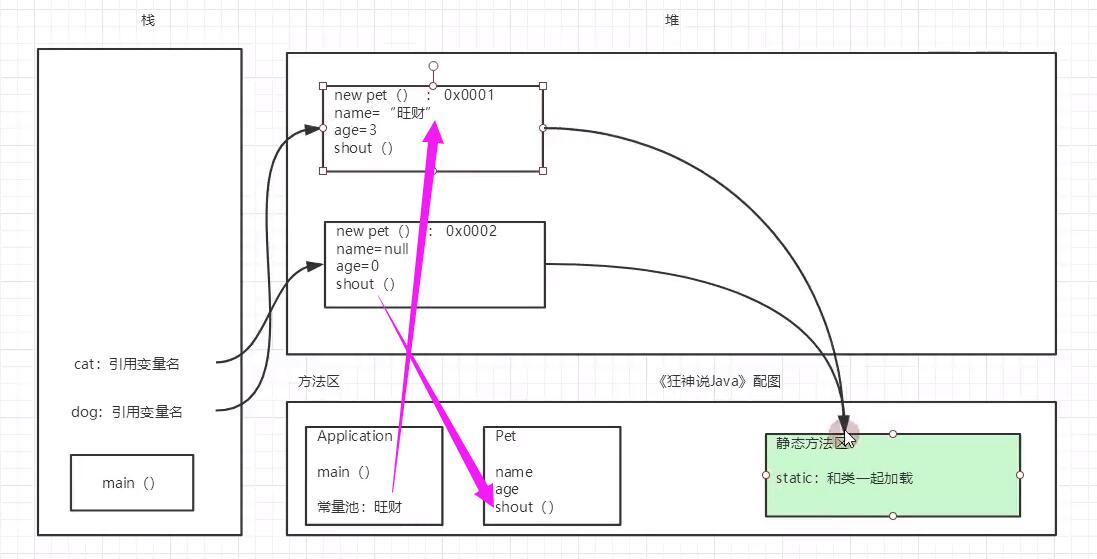 栈
堆
new pet（） ： 0x0001
name=“旺财”
age=3
shout（）
new pet（） ： 0x0002
name=null
age=0
shout（）
cat：引用变量名
dog：引用变量名
main（）
方法区
《狂神说Java》配图
Application
main（）
常量池：旺财
Pet
name
age
shout（）
静态方法区
static：和类一起加载